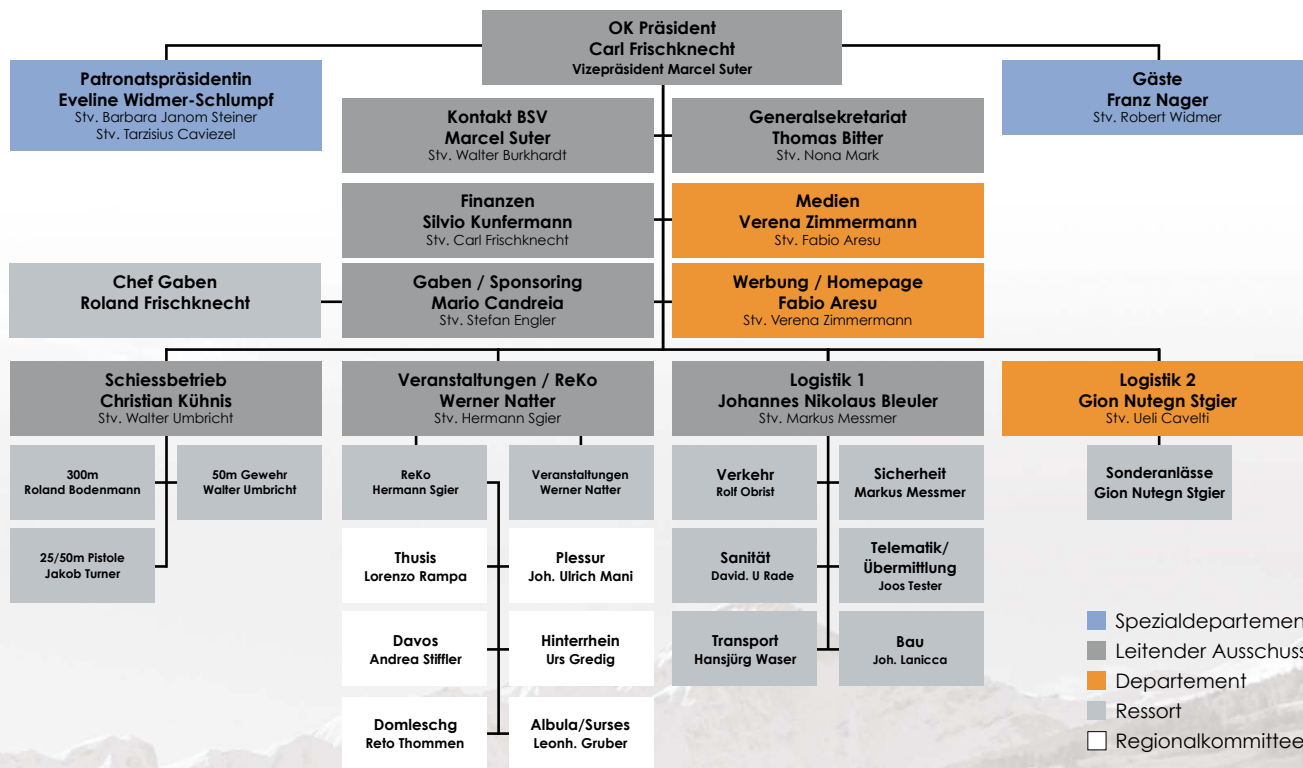 OK Präsident
Carl Frischknecht
Vizepräsident Marcel Suter
Patronatspräsidentin
Eveline Widmer-Schlumpf
Stv. Barbara Janom Steiner
Stv. Tarzisius Caviezel
Gäste
Franz Nager
Stv. Robert Widmer
Kontakt BSV
Marcel Suter
Stv. Walter Burkhardt
Generalsekretariat
Thomas Bitter
Stv. Nona Mark
Finanzen
Silvio Kunfermann
Stv. Carl Frischknecht
Medien
Verena Zimmermann
Stv. Fabio Aresu
Chef Gaben
Roland Frischknecht
Gaben / Sponsoring
Mario Candreia
Stv. Stefan Engler
Werbung / Homepage
Fabio Aresu
Stv. Verena Zimmermann
Schiessbetrieb
Christian Kühnis
Stv. Walter Umbricht
Veranstaltungen / ReKo
Werner Natter
Stv. Hermann Sgier
Logistik 1
Johannes Nikolaus Bleuler
Stv. Markus Messmer
Logistik 2
Gion Nutegn Stgier
Stv. Ueli Cavelti
300m
Roland Bodenmann
50m Gewehr
Walter Umbricht
25/50m Pistole
Jakob Turner
ReKo
Hermann Sgier
Veranstaltungen
Werner Natter
Thusis
Lorenzo Rampa
Plessur
Joh. Ulrich Mani
Davos
Andrea Stiffler
Hinterrhein
Urs Gredig
Domleschg
Reto Thommen
Albula/Surses
Leonh. Gruber
Verkehr
Rolf Obrist
Sicherheit
Markus Messmer
Sanität
David. U Rade
Telematik/
Übermittlung
Joos Tester
Transport
Hansjürg Waser
Bau
Joh. Lanicca
Sonderanlässe
Gion Nutegn Stgier
Spezialdepartemen
Leitender Ausschuss
Departement
Ressort
Regionalkommittee